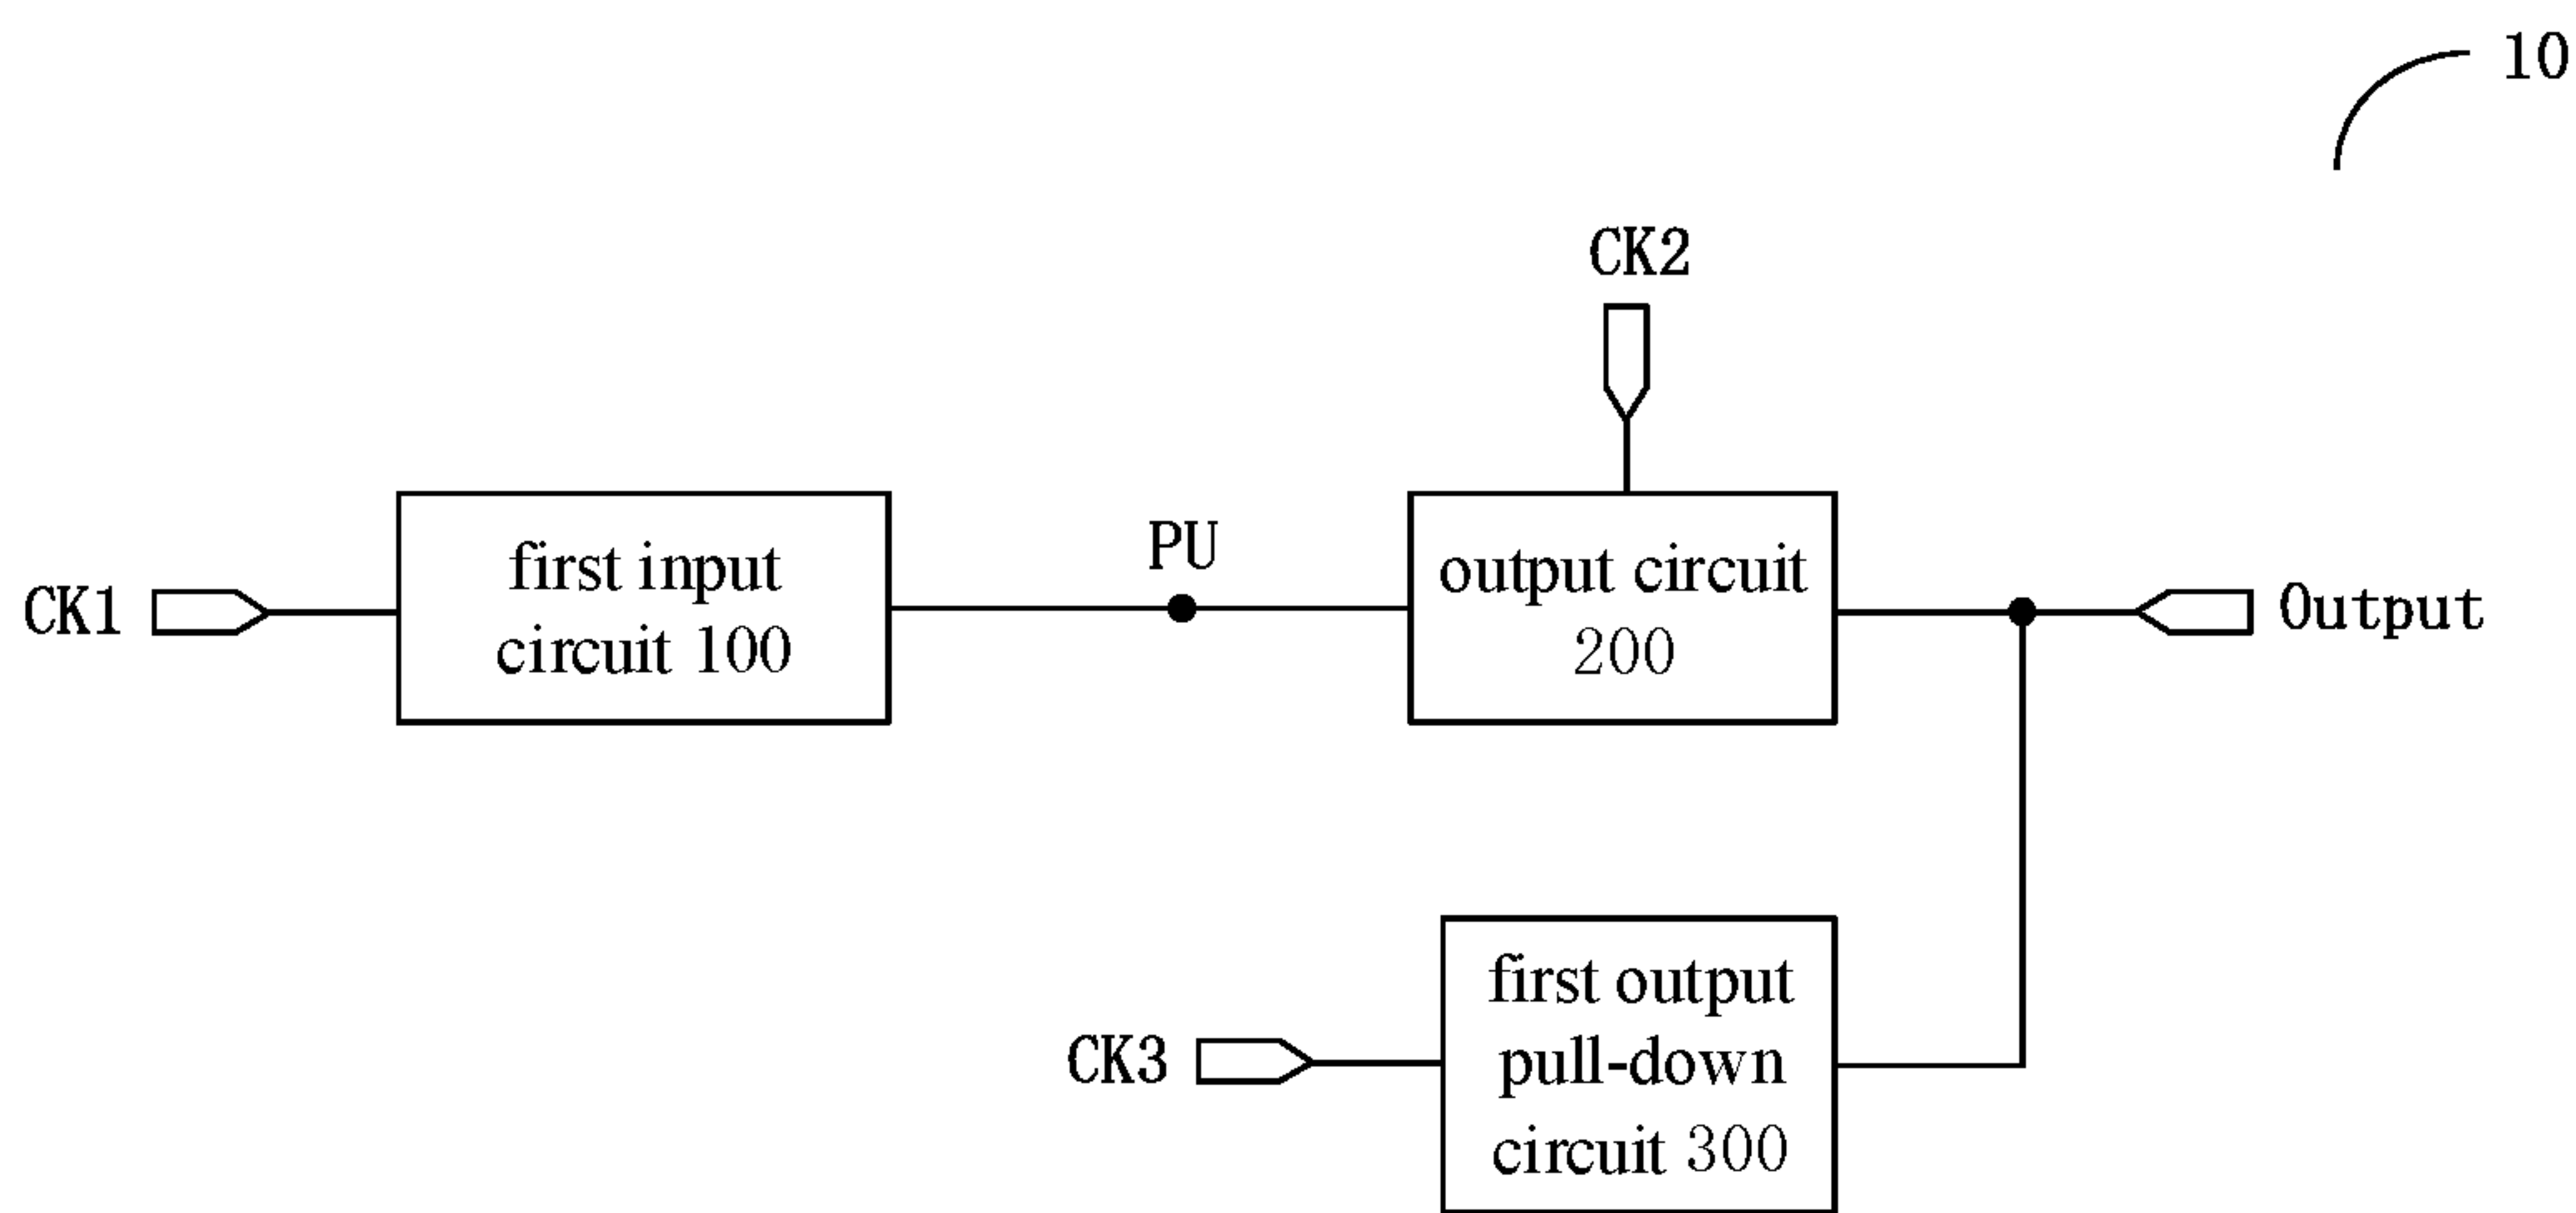 10
CK2
CK1
first input
circuit 100
PU
output circuit
200
Output
CK3
first output
pull-down
circuit 300